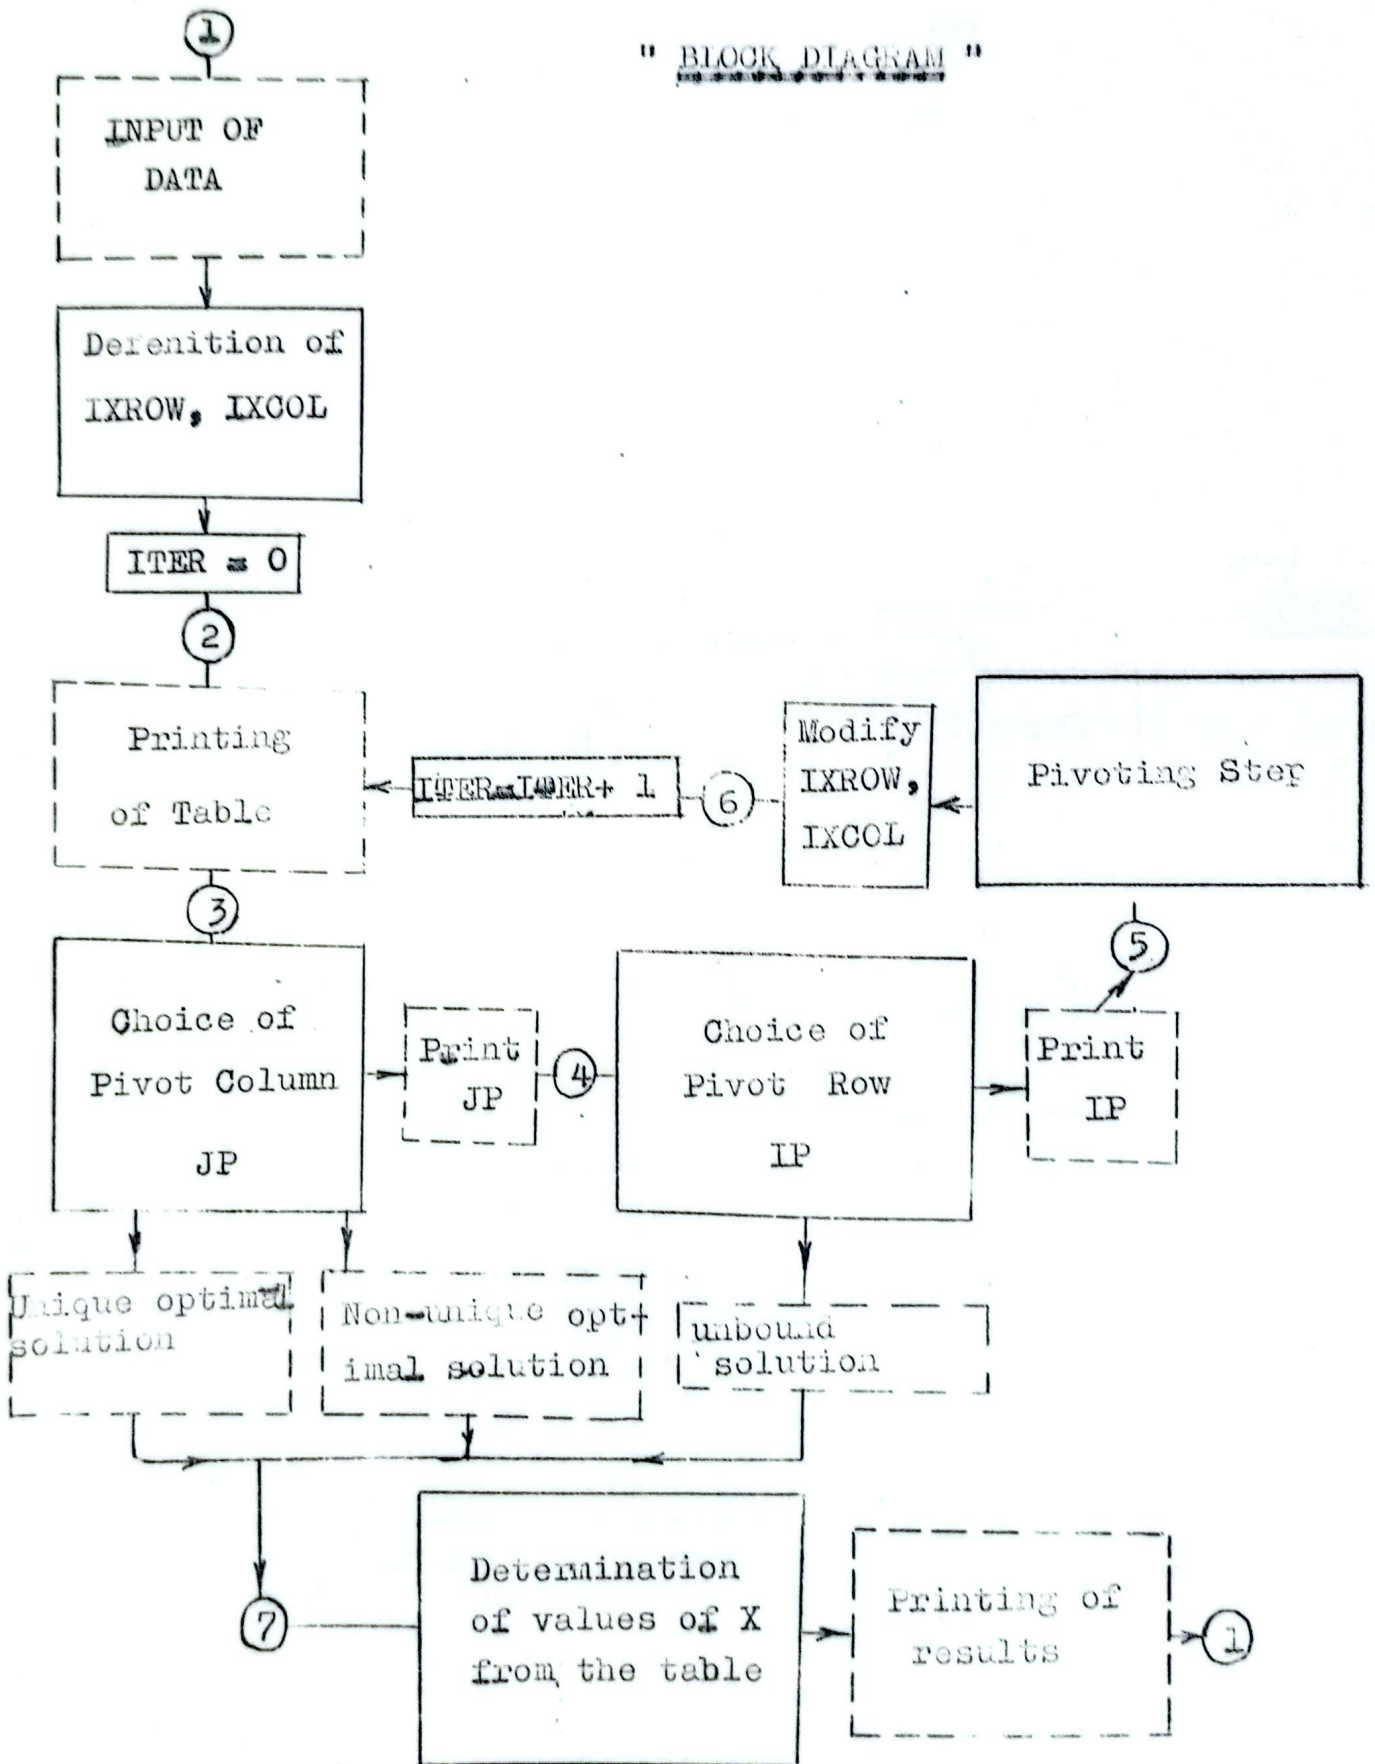 1
" BLOCK DIAGRAM "
INPUT OF
DATA
Derenition of
IXROW, IXCOL
ITER = 0
2
Printing
of Table
ITER=ITER+ 1
6
Modify
IXROW,
IXCOL
Pivoting Step
3
5
Choice of
Pivot Column
JP
Print
JP
4
Choice of
Pivot Row
IP
Print
IP
Unique optimal
solution
Non-unique opt-
imal solution
unbound
solution
7
Determination
of values of X
from the table
Printing of
results
1